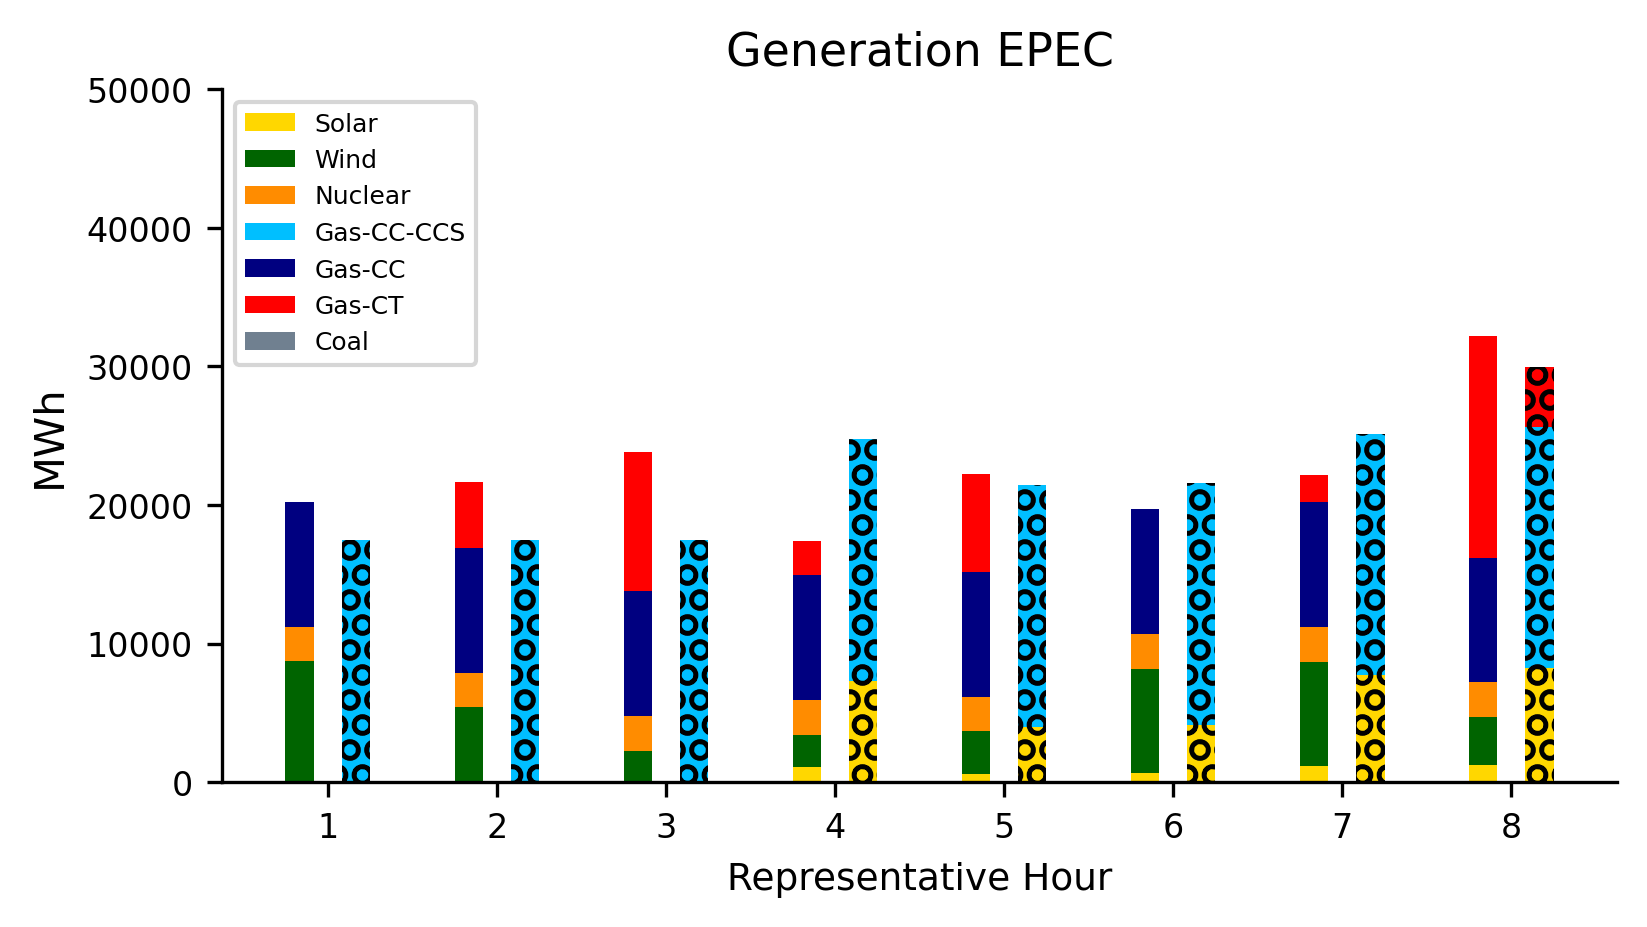 Generation EPEC
50000
40000
30000
20000
10000
0
MWh
Solar
Wind
Nuclear
Gas-CC-CCS
Gas-CC
Gas-CT
Coal
1 2 3 4 5 6 7 8
Representative Hour